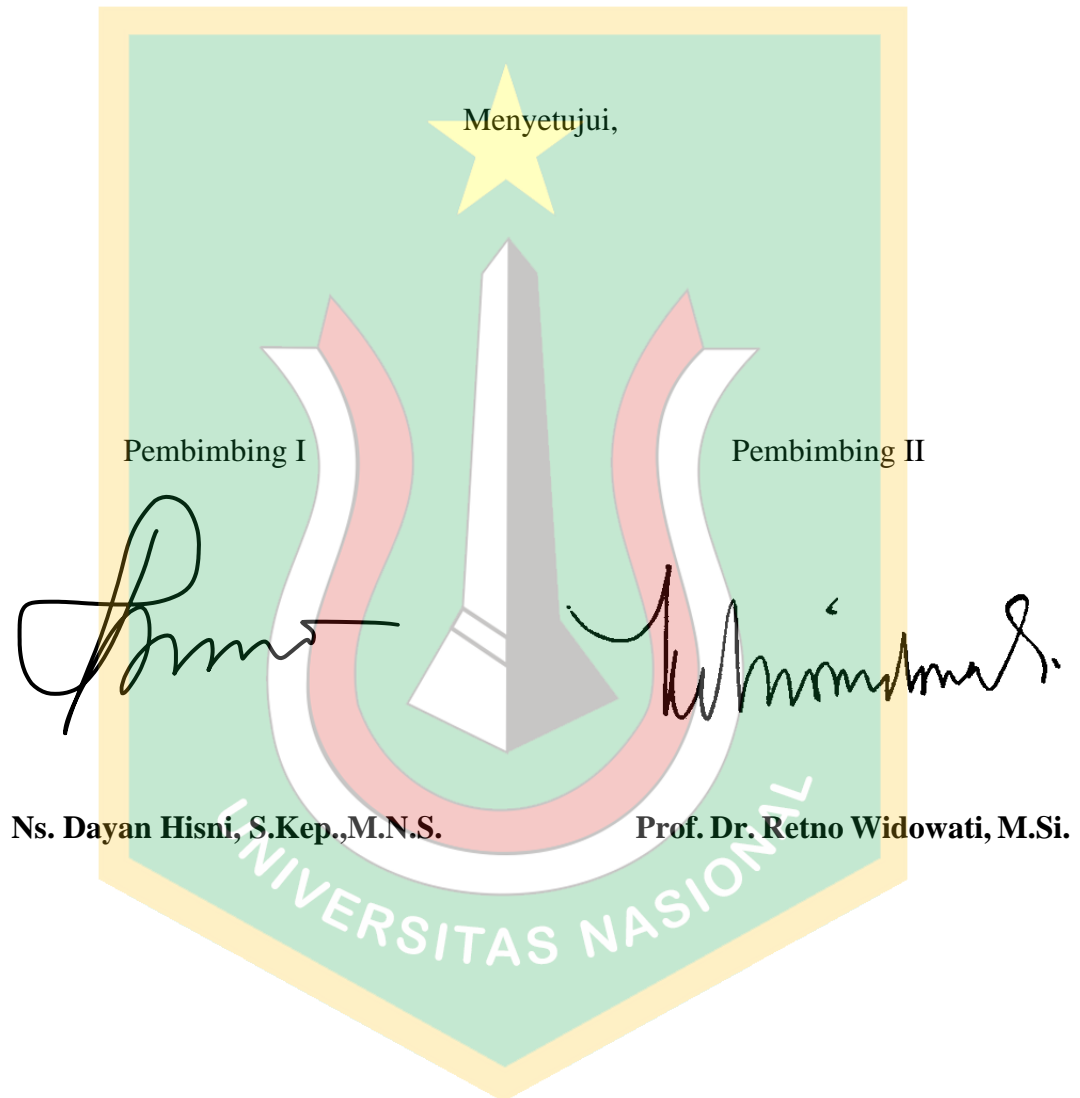 Menyetujui,
Pembimbing I
Pembimbing II
Ns. Dayan Hisni, S.Kep.,M.N.S.
Prof. Dr. Retno Widowati, M.Si.
UNIVERSITAS NASIONAL